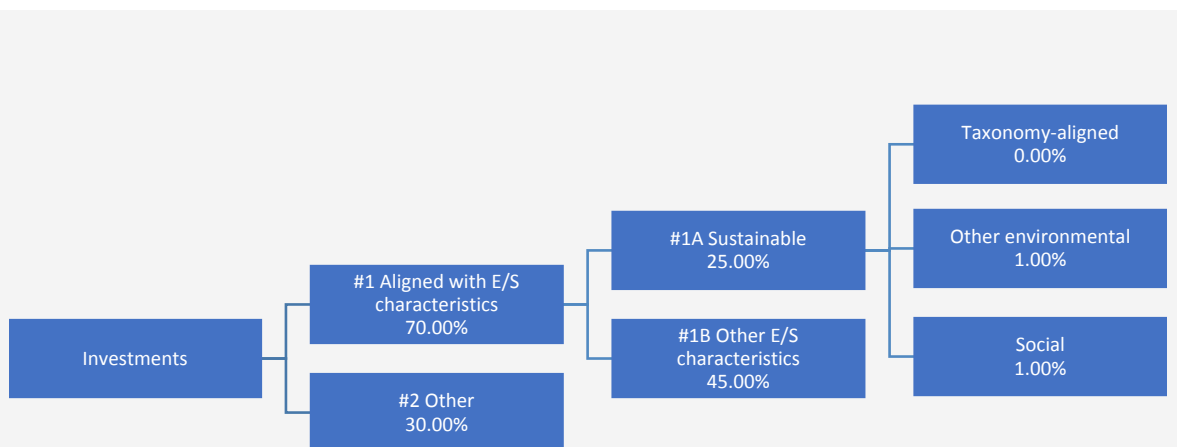 Investments
#1 Aligned with E/S
characteristics
70.00%
#2 Other
30.00%
#1A Sustainable
25.00%
#1B Other E/S
characteristics
45.00%
Taxonomy-aligned
0.00%
Other environmental
1.00%
Social
1.00%